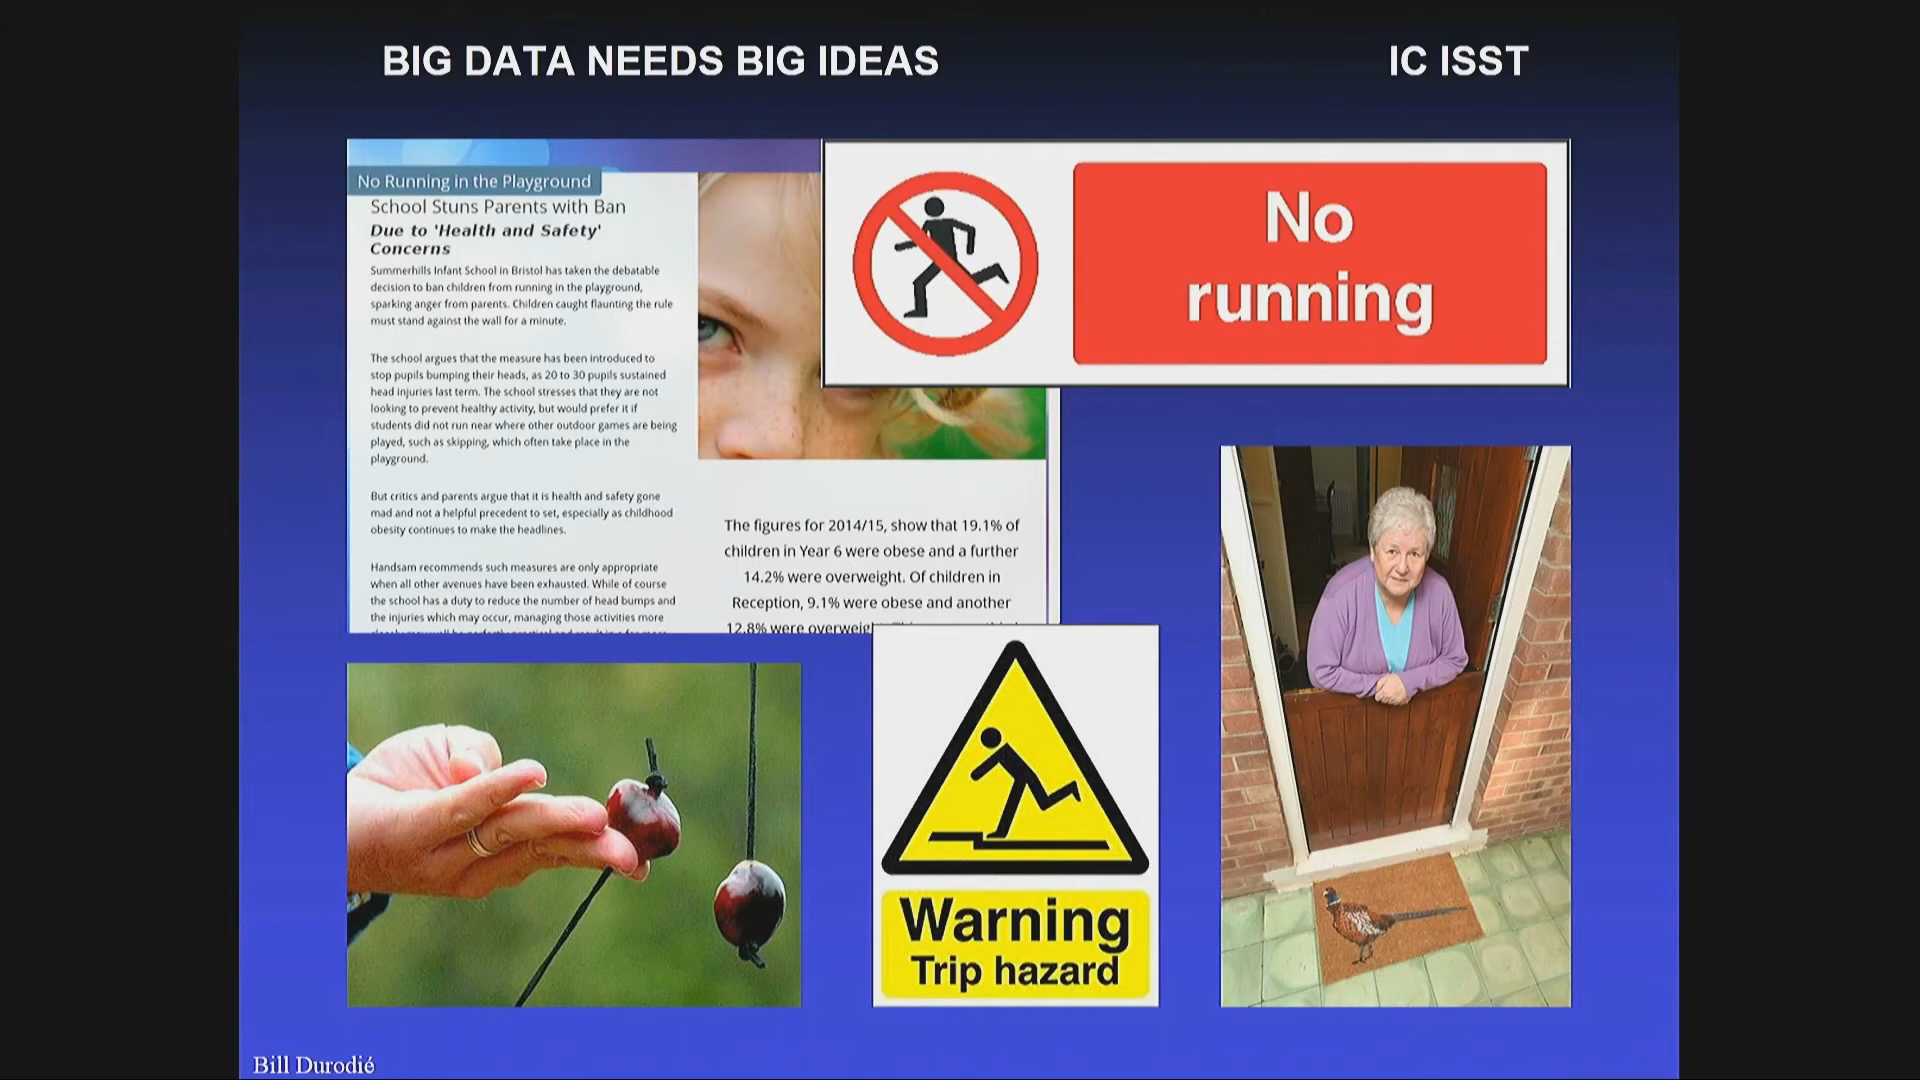 BIG DATA NEEDS BIG IDEAS
IC ISST
No Running in the Playground
School Stuns Parents with Ban
Due to 'Health and Safety'
Concerns
Summerhills Infant School in Bristol has taken the debatable
decision to ban children from running in the playground,
sparking anger from parents. Children caught flaunting the rule
must stand against the wall for a minute.
The school argues that the measure has been introduced to
stop pupils bumping their heads, as 20 to 30 pupils sustained
head injuries last term. The school stresses that they are not
looking to prevent healthy activity, but would prefer it if
students did not run near where other outdoor games are being
played, such as skipping, which often take place in the
playground.
But critics and parents argue that it is health and safety gone
mad and not a helpful precedent to set, especially as childhood
obesity continues to make the headlines.
Handsam recommends such measures are only appropriate
when all other avenues have been exhausted. While of course
the school has a duty to reduce the number of head bumps and
the injuries which may occur, managing those activities more
The figures for 2014/15, show that 19.1% of
children in Year 6 were obese and a further
14.2% were overweight. Of children in
Reception, 9.1% were obese and another
12.8% were overweight
No
running
Warning
Trip hazard
Bill Durodié